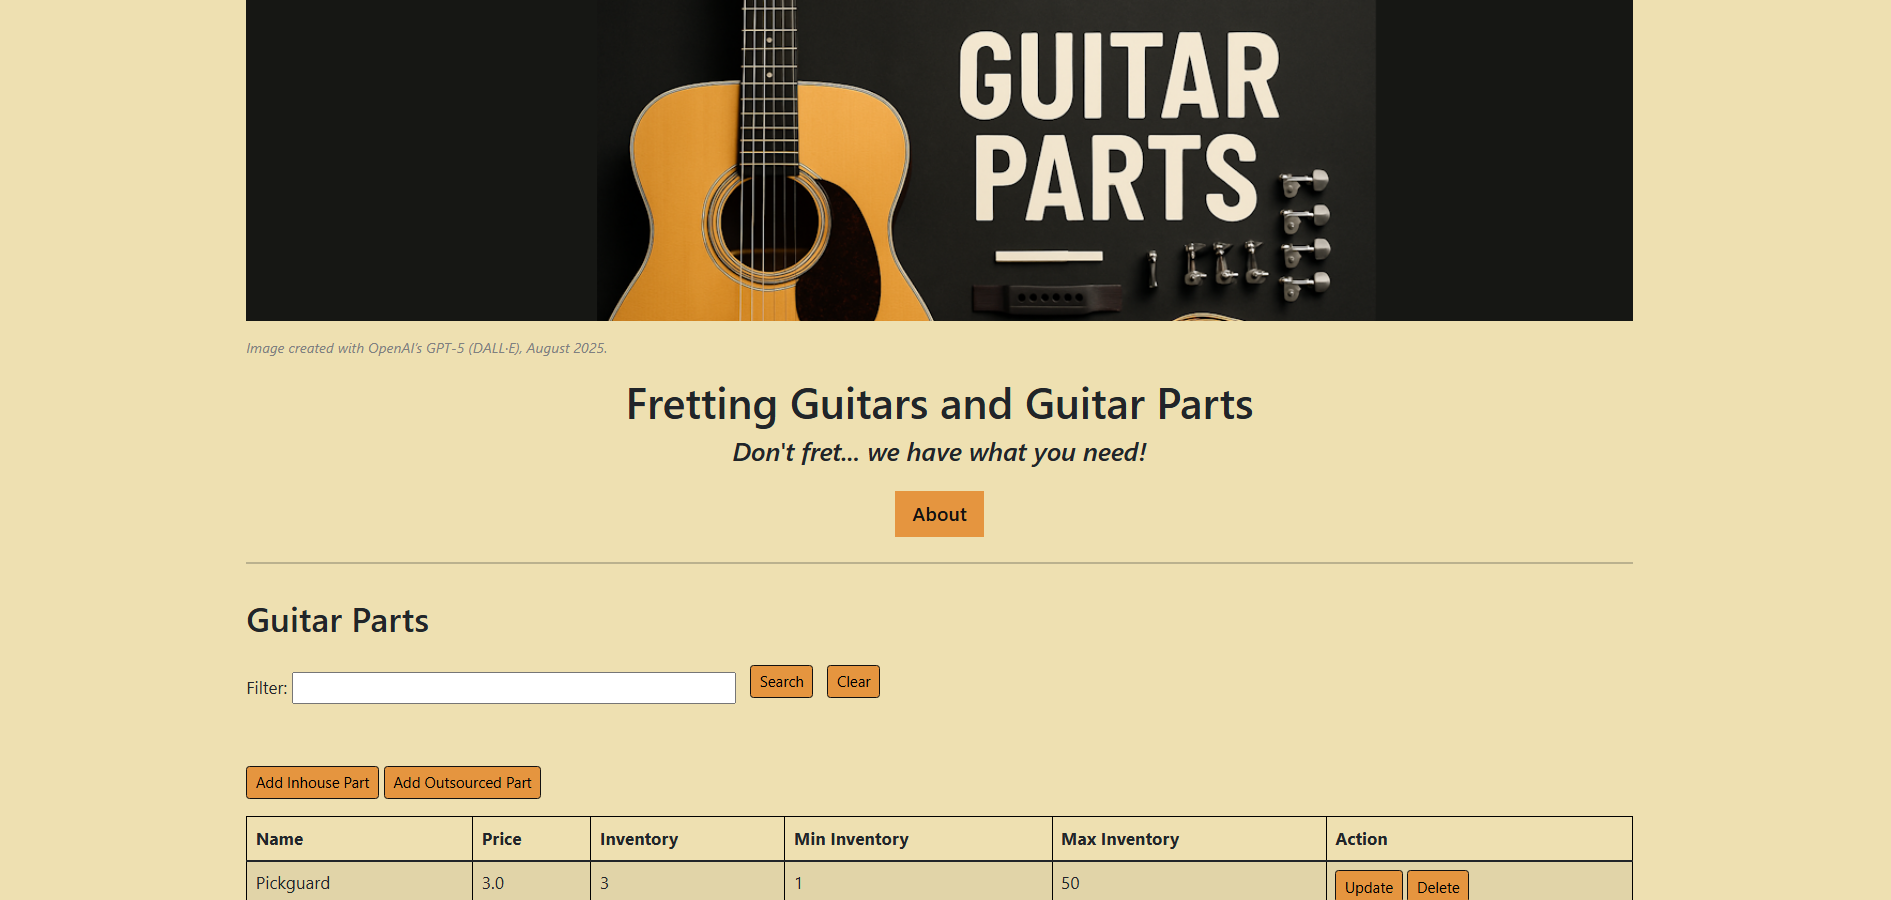 GUITAR
PARTS
Image created with OpenAI's GPT-5 (DALL·E), August 2025.
Fretting Guitars and Guitar Parts
Don't fret... we have what you need!
About
Guitar Parts
Filter: Search Clear
Add Inhouse Part Add Outsourced Part
Name Price Inventory Min Inventory Max Inventory Action
Pickguard 3.0 3 1 50 Update Delete